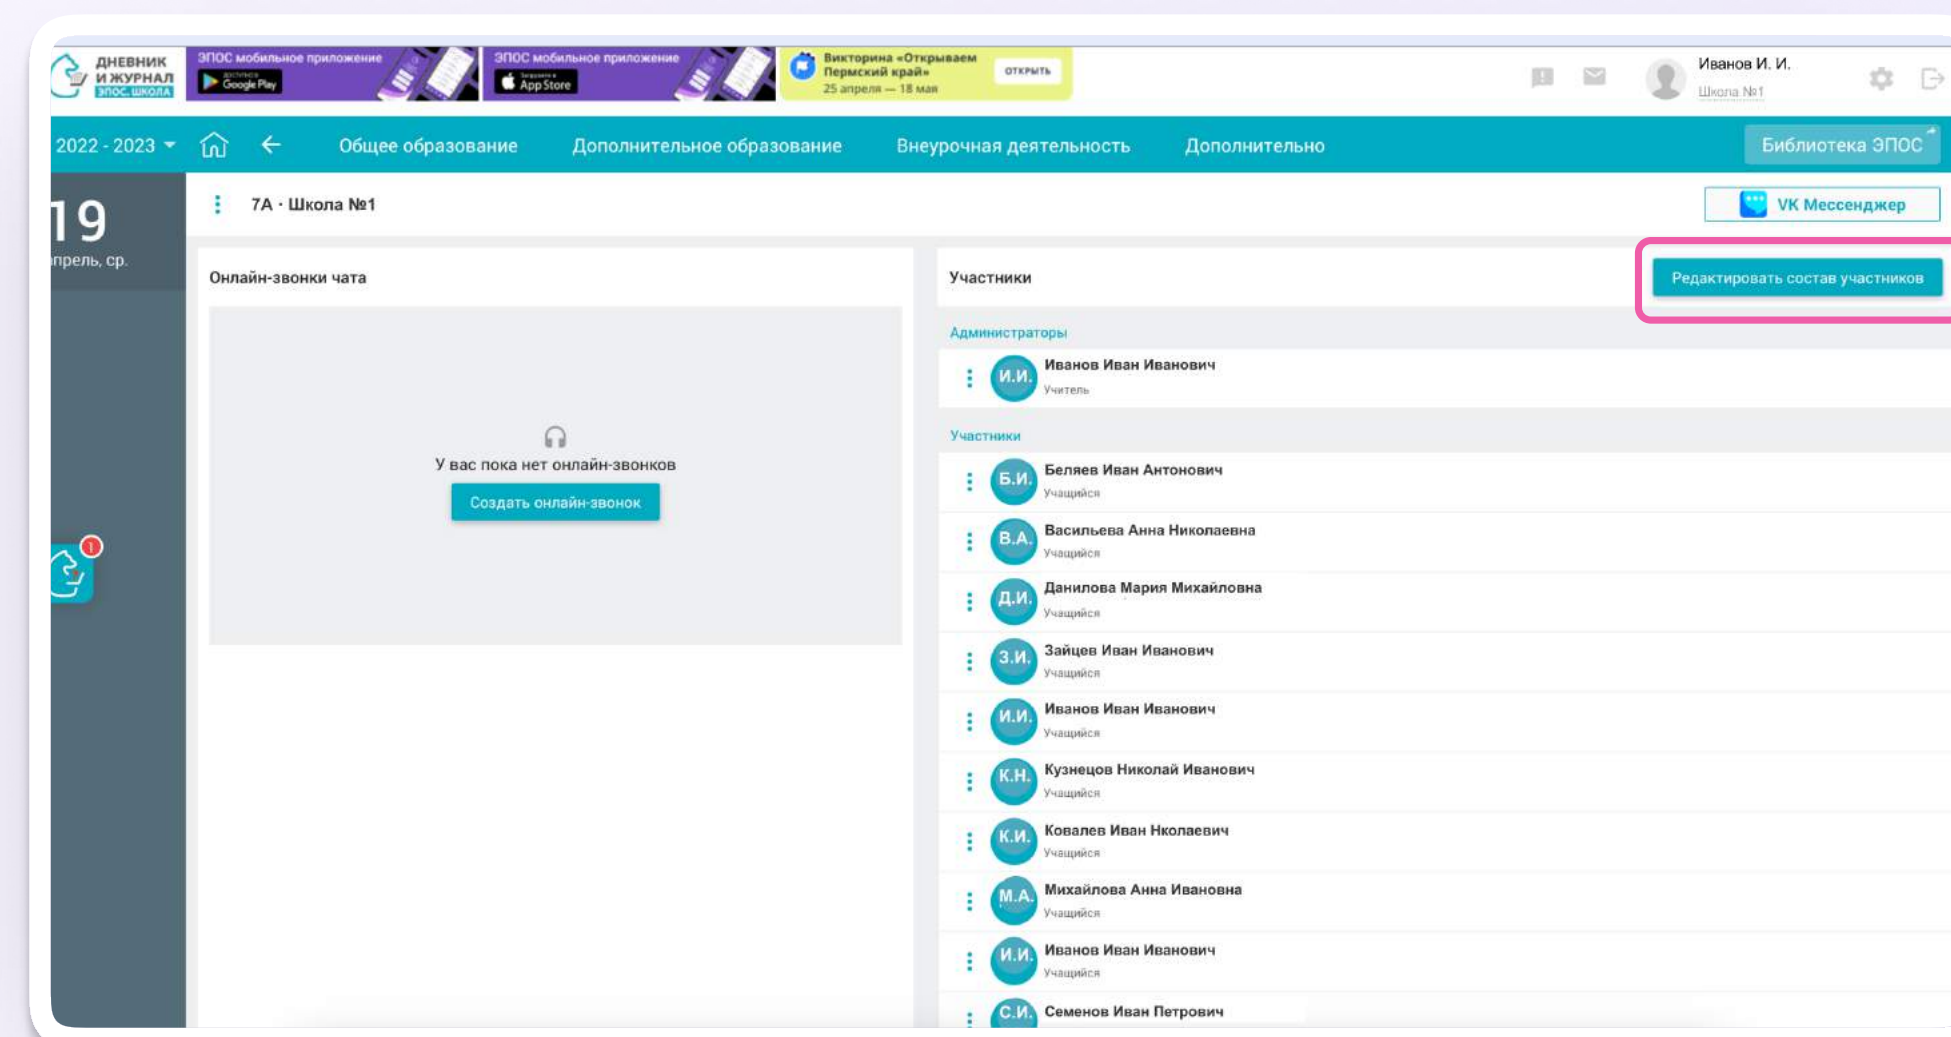 ДНЕВНИК
И ЖУРНАЛ
ЭПОС.ШКОЛА
ЭПОС мобильное приложение
ДОСТУПНО В
Google Play
ЭПОС мобильное приложение
Загрузите в
App Store
Викторина «Открываем
Пермский край»
25 апреля — 18 мая
ОТКРЫТЬ
Иванов И. И.
Школа №1
2022 - 2023
Общее образование
Дополнительное образование
Внеурочная деятельность
Дополнительно
Библиотека ЭПОС
19
апрель, ср.
7А · Школа №1
VK Мессенджер
Онлайн-звонки чата
У вас пока нет онлайн-звонков
Создать онлайн-звонок
1
Участники
Редактировать состав участников
Администраторы
И.И.
Иванов Иван Иванович
Учитель
Участники
Б.И.
Беляев Иван Антонович
Учащийся
В.А.
Васильева Анна Николаевна
Учащийся
Д.И.
Данилова Мария Михайловна
Учащийся
З.И.
Зайцев Иван Иванович
Учащийся
И.И.
Иванов Иван Иванович
Учащийся
К.Н.
Кузнецов Николай Иванович
Учащийся
К.И.
Ковалев Иван Нколаевич
Учащийся
М.А.
Михайлова Анна Ивановна
Учащийся
И.И.
Иванов Иван Иванович
Учащийся
С.И.
Семенов Иван Петрович